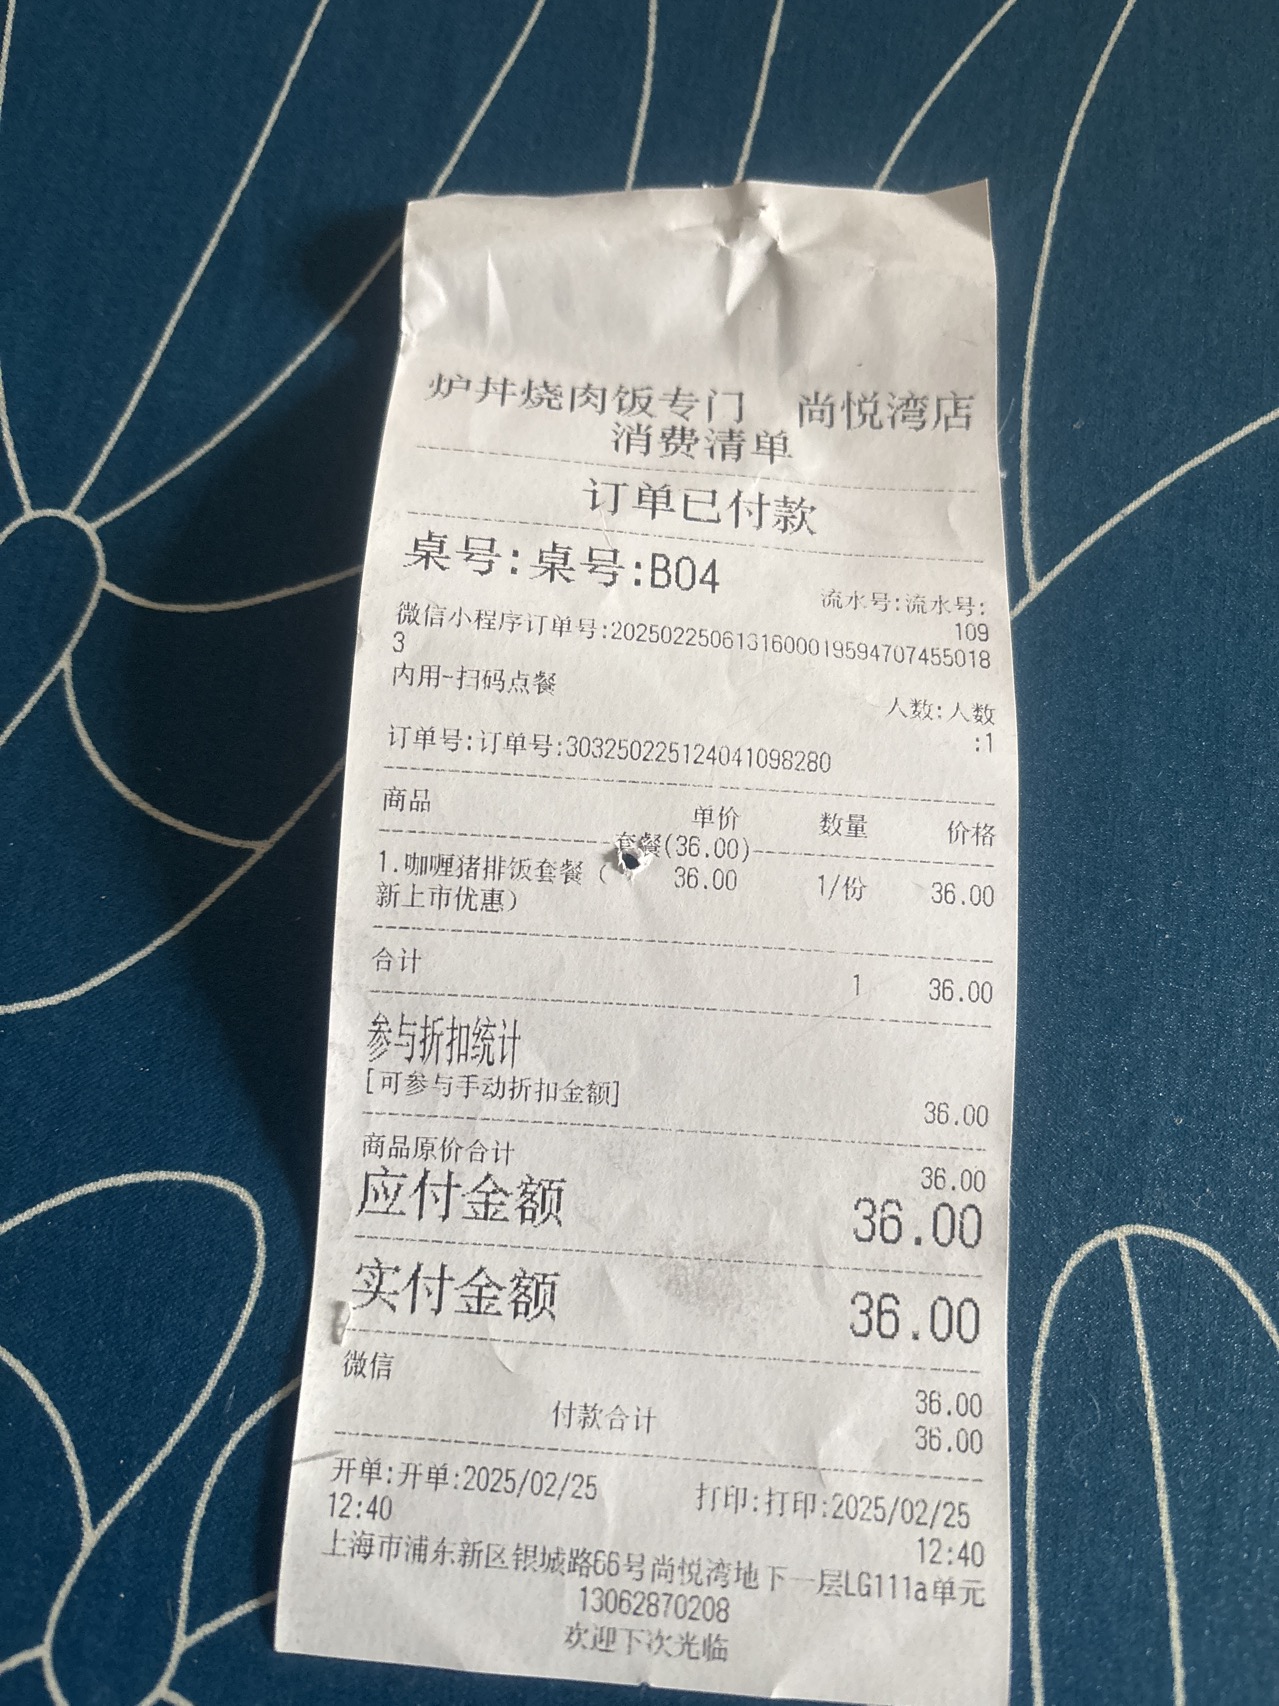 炉丼烧肉饭专门 尚悦湾店
消费清单
订单已付款
桌号:桌号:B04
流水号:流水号:
109
微信小程序订单号:2025022506131600019594707455018
3
内用-扫码点餐
人数:人数
:1
订单号:订单号:303250225124041098280
商品 单价 数量 价格
套餐(36.00)
1.咖喱猪排饭套餐( 36.00 1/份 36.00
新上市优惠)
合计 1 36.00
参与折扣统计
[可参与手动折扣金额] 36.00
商品原价合计 36.00
应付金额 36.00
实付金额 36.00
微信 36.00
付款合计 36.00
开单:开单:2025/02/25 打印:打印:2025/02/25
12:40 12:40
上海市浦东新区银城路66号尚悦湾地下一层LG111a单元
13062870208
欢迎下次光临